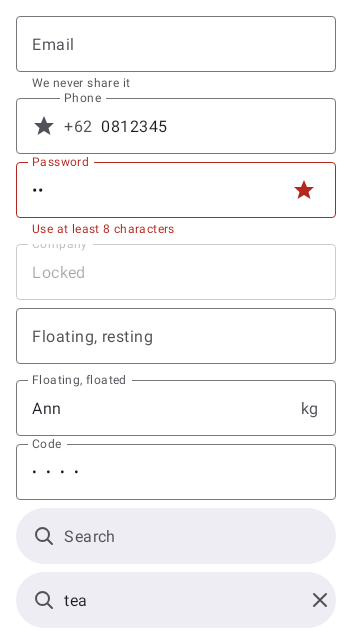 Email
We never share it
Phone
+62 0812345
Password
••
Use at least 8 characters
Company
Locked
Floating, resting
Floating, floated
Ann kg
Code
• • • •
Search
tea